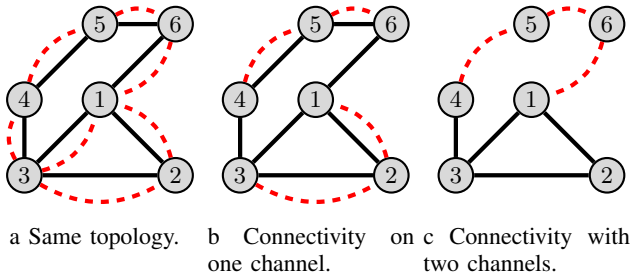 5 6 5 6 5 6
4 1 4 1 4 1
3 2 3 2 3 2
a Same topology.
b Connectivity on one channel.
c Connectivity with two channels.